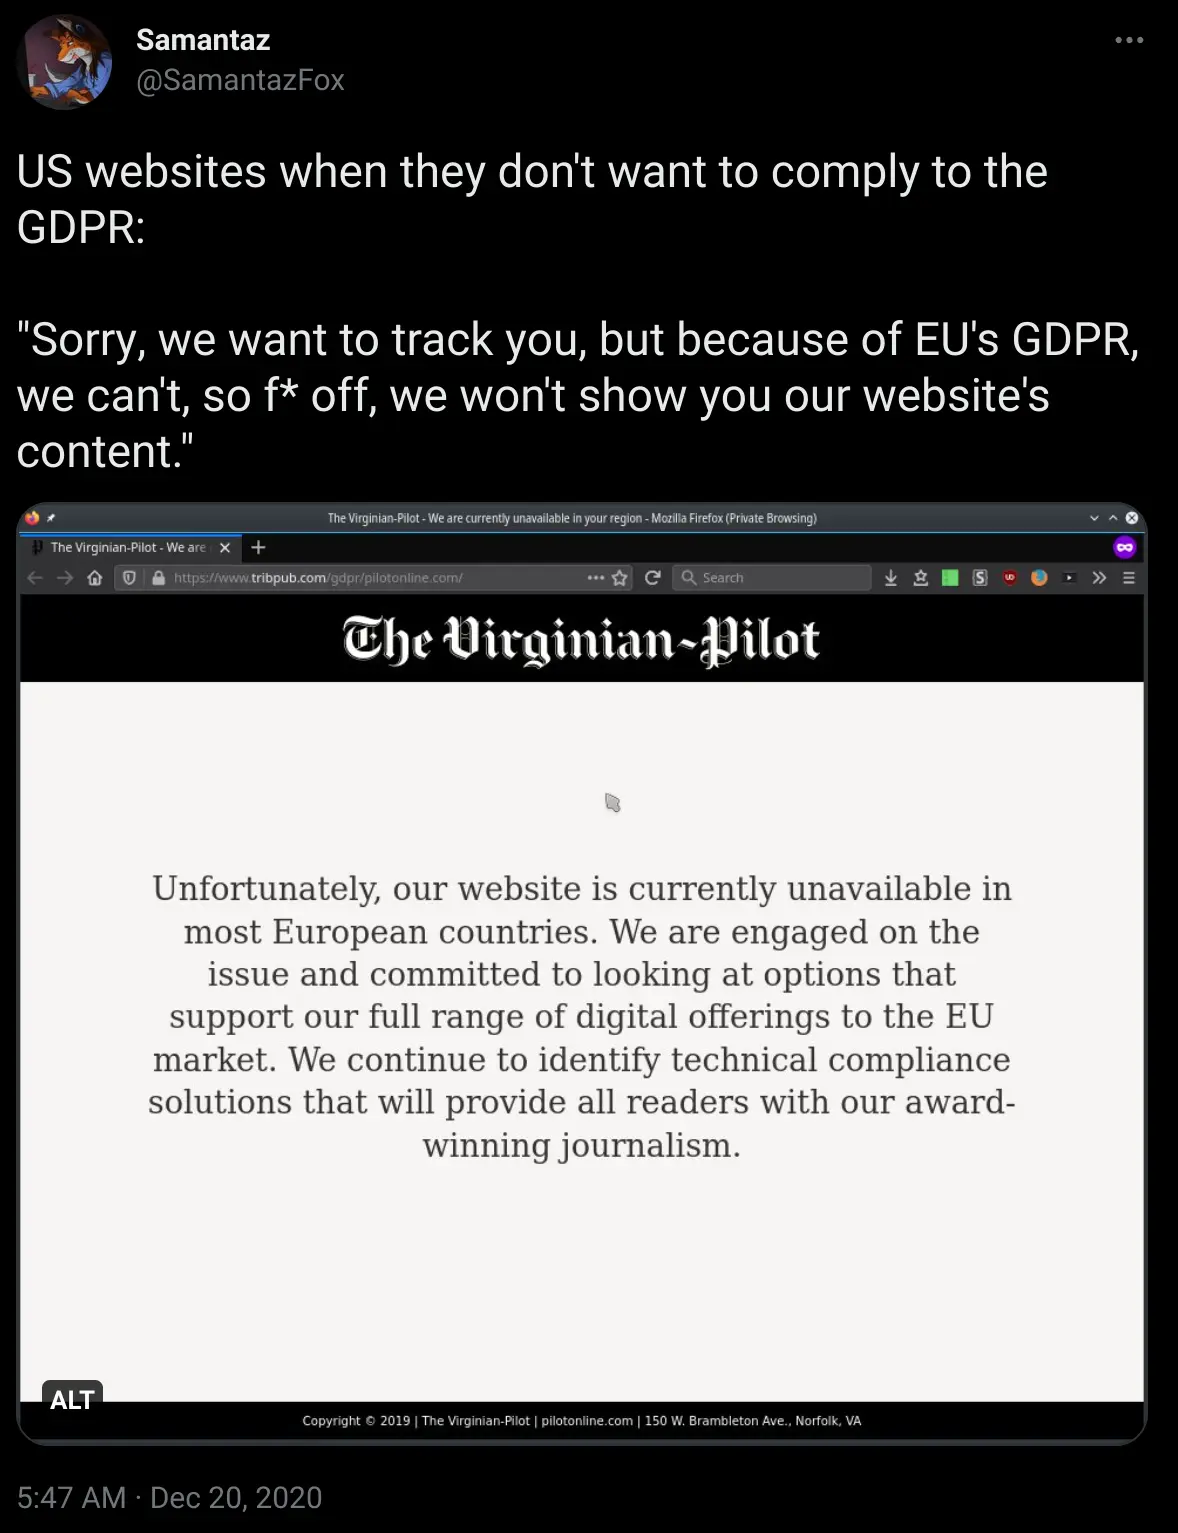 Samantaz
@SamantazFox
US websites when they don't want to comply to the
GDPR:
"Sorry, we want to track you, but because of EU's GDPR,
we can't, so f* off, we won't show you our website's
content."
The Virginian-Pilot - We are currently unavailable in your region - Mozilla Firefox (Private Browsing)
The Virginian-Pilot - We are
https://www.tribpub.com/gdpr/pilotonline.com/
Search
The Virginian-Pilot
Unfortunately, our website is currently unavailable in
most European countries. We are engaged on the
issue and committed to looking at options that
support our full range of digital offerings to the EU
market. We continue to identify technical compliance
solutions that will provide all readers with our award-
winning journalism.
ALT
Copyright © 2019 | The Virginian-Pilot | pilotonline.com | 150 W. Brambleton Ave., Norfolk, VA
5:47 AM · Dec 20, 2020